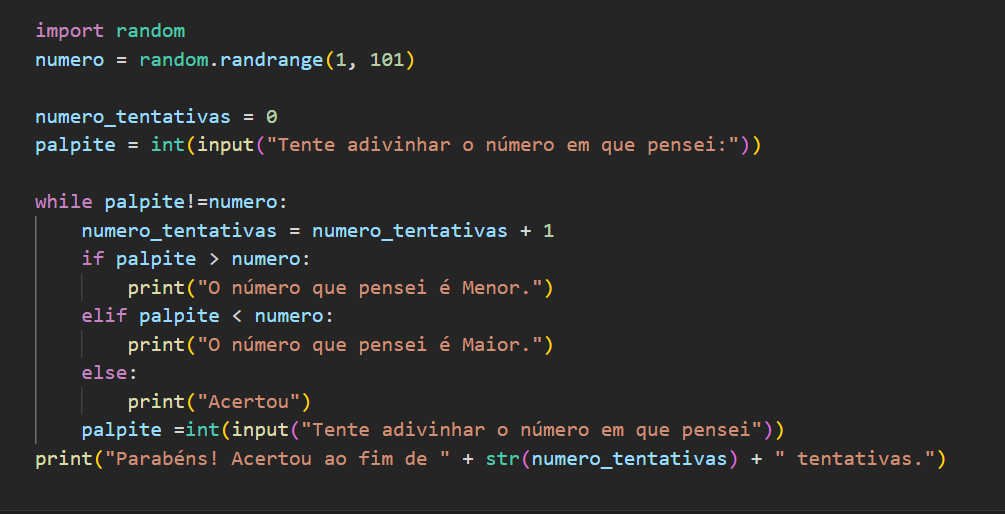 import random
numero = random.randrange(1, 101)

numero_tentativas = 0
palpite = int(input("Tente adivinhar o número em que pensei:"))

while palpite!=numero:
    numero_tentativas = numero_tentativas + 1
    if palpite > numero:
        print("O número que pensei é Menor.")
    elif palpite < numero:
        print("O número que pensei é Maior.")
    else:
        print("Acertou")
    palpite =int(input("Tente adivinhar o número em que pensei"))
print("Parabéns! Acertou ao fim de " + str(numero_tentativas) + " tentativas.")